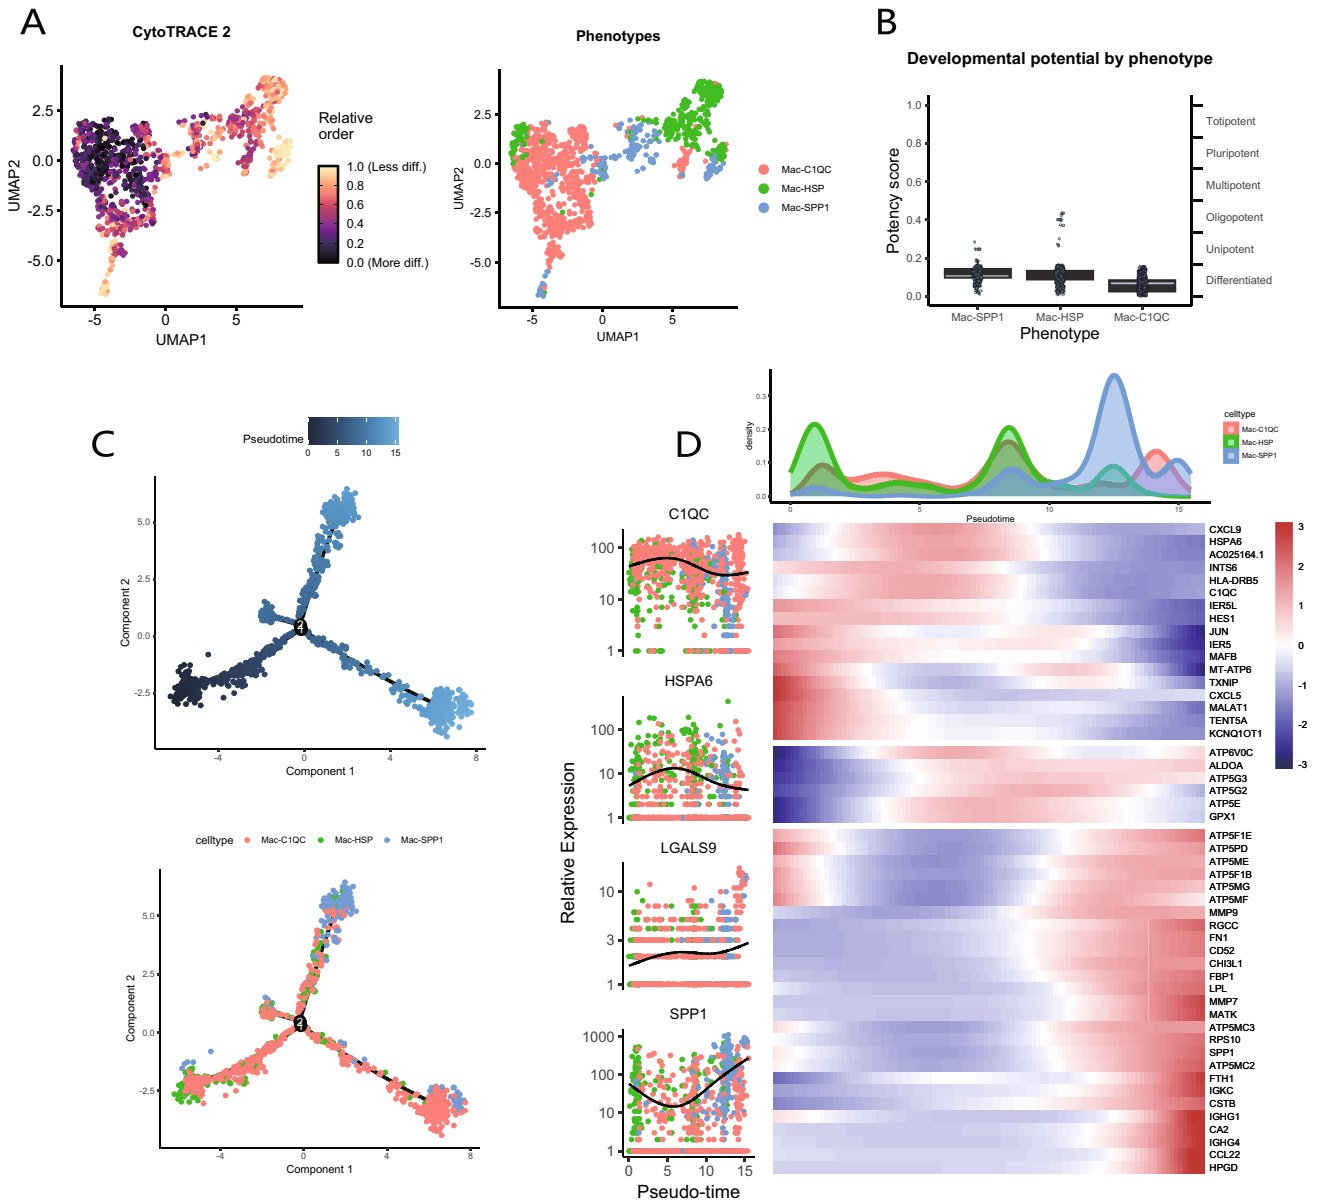 A
CytoTRACE 2
UMAP2
2.5
0.0
-2.5
-5.0
-5
0
5
UMAP1
Relative
order
1.0 (Less diff.)
0.8
0.6
0.4
0.2
0.0 (More diff.)
Phenotypes
UMAP2
2.5
0.0
-2.5
-5.0
-5
0
5
UMAP1
Mac-C1QC
Mac-HSP
Mac-SPP1
B
Developmental potential by phenotype
Potency score
1.0
0.8
0.6
0.4
0.2
0.0
Totipotent
Pluripotent
Multipotent
Oligopotent
Unipotent
Differentiated
Mac-SPP1
Mac-HSP
Mac-C1QC
Phenotype
C
Pseudotime
0
5
10
15
Component 2
5.0
2.5
0.0
-2.5
-4
0
4
8
Component 1
celltype
Mac-C1QC
Mac-HSP
Mac-SPP1
Component 2
5.0
2.5
0.0
-2.5
-4
0
4
8
Component 1
D
density
0.3
0.2
0.1
0.0
0
5
10
15
Pseudotime
celltype
Mac-C1QC
Mac-HSP
Mac-SPP1
Relative Expression
C1QC
100
10
1
HSPA6
100
10
1
LGALS9
10
3
1
SPP1
1000
100
10
1
0
5
10
15
Pseudo-time
CXCL9
HSPA6
AC025164.1
INTS6
HLA-DRB5
C1QC
IER5L
HES1
JUN
IER5
MAFB
MT-ATP6
TXNIP
CXCL5
MALAT1
TENT5A
KCNQ1OT1
ATP6V0C
ALDOA
ATP5G3
ATP5G2
ATP5E
GPX1
ATP5F1E
ATP5PD
ATP5ME
ATP5F1B
ATP5MG
ATP5MF
MMP9
RGCC
FN1
CD52
CHI3L1
FBP1
LPL
MMP7
MATK
ATP5MC3
RPS10
SPP1
ATP5MC2
FTH1
IGKC
CSTB
IGHG1
CA2
IGHG4
CCL22
HPGD
3
2
1
0
-1
-2
-3